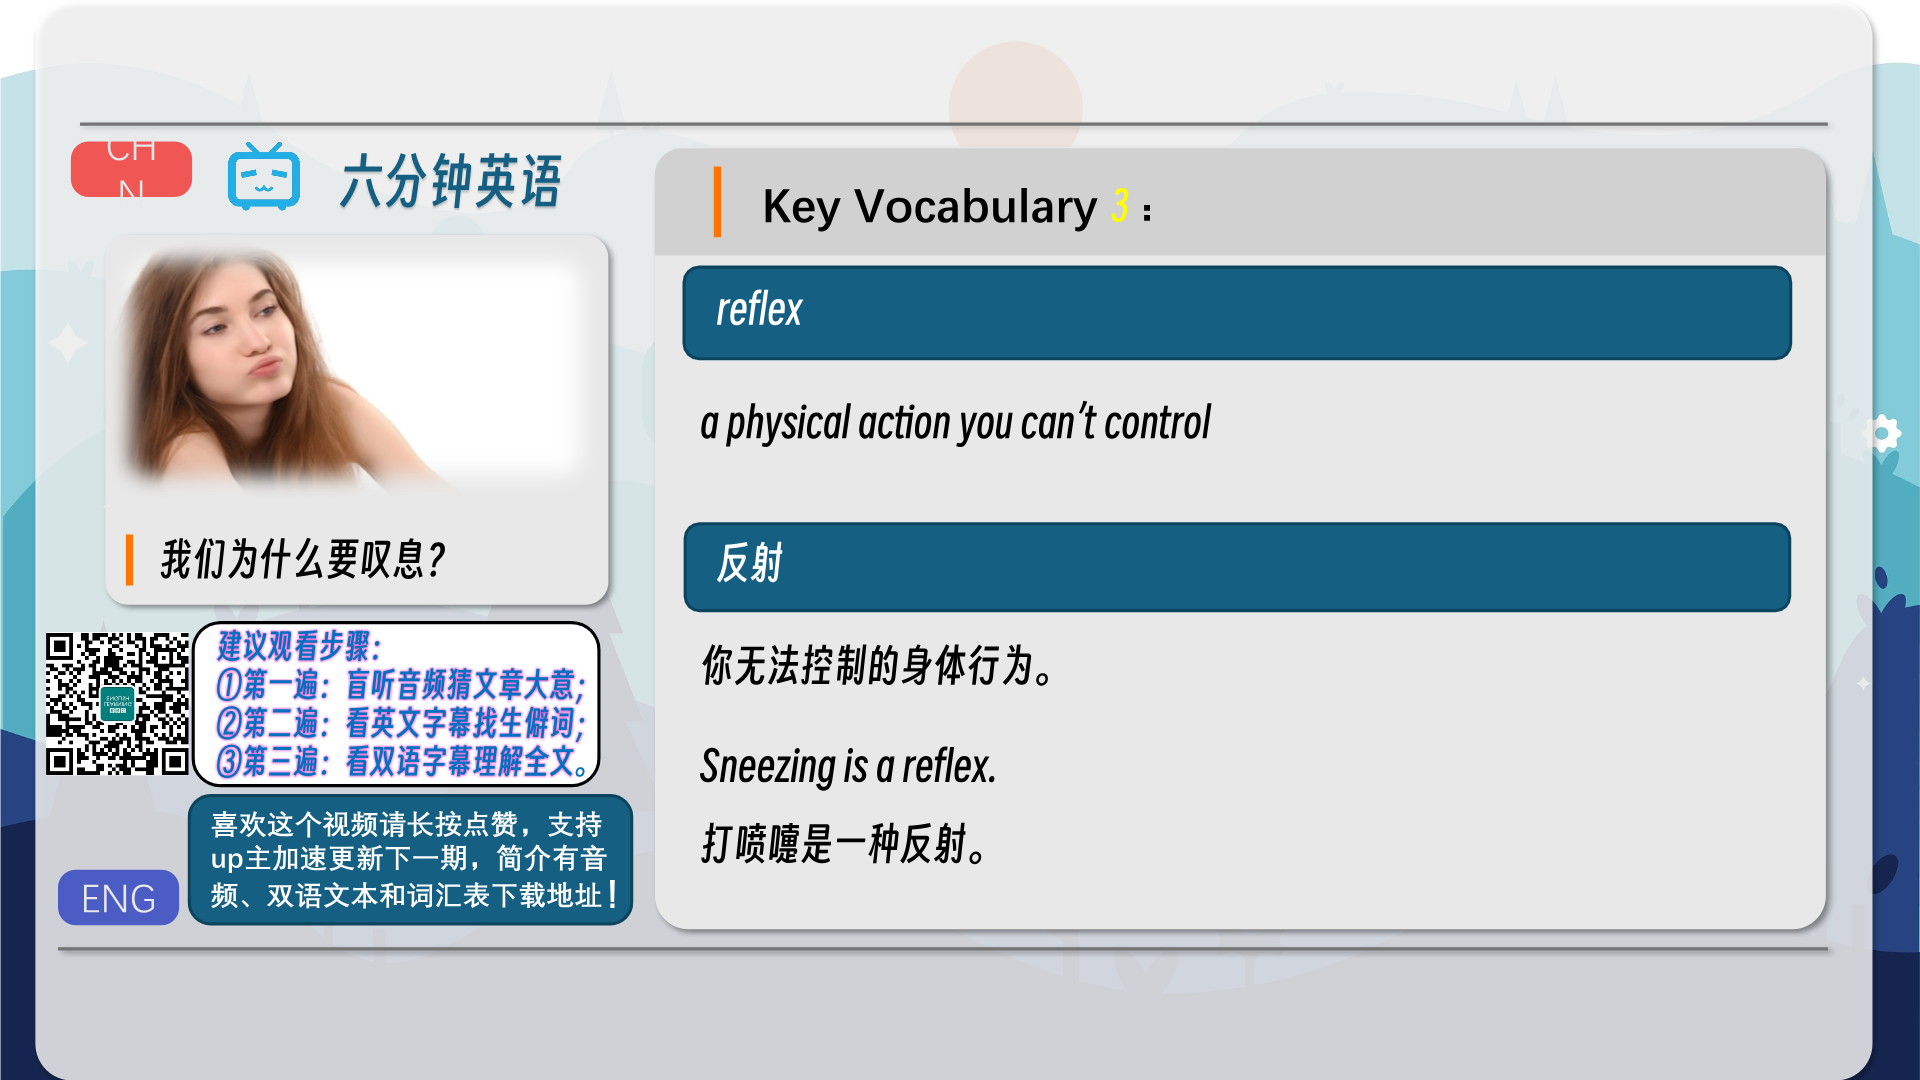 CH
N
六分钟英语
我们为什么要叹息?
建议观看步骤:
①第一遍: 盲听音频猜文章大意;
②第二遍: 看英文字幕找生僻词;
③第三遍: 看双语字幕理解全文。
喜欢这个视频请长按点赞，支持
up主加速更新下一期，简介有音
频、双语文本和词汇表下载地址!
ENG
Key Vocabulary 3：
reflex
a physical action you can’t control
反射
你无法控制的身体行为。
Sneezing is a reflex.
打喷嚏是一种反射。